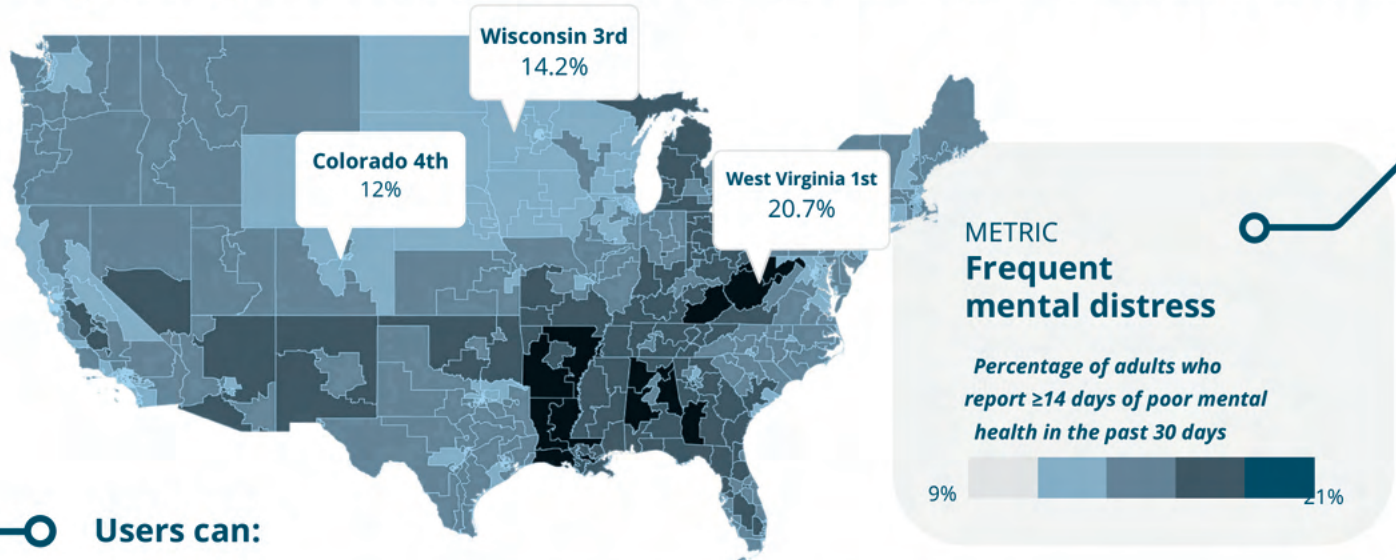 Wisconsin 3rd
14.2%
Colorado 4th
12%
West Virginia 1st
20.7%
METRIC
Frequent
mental distress
Percentage of adults who
report ≥14 days of poor mental
health in the past 30 days
9%
21%
Users can: